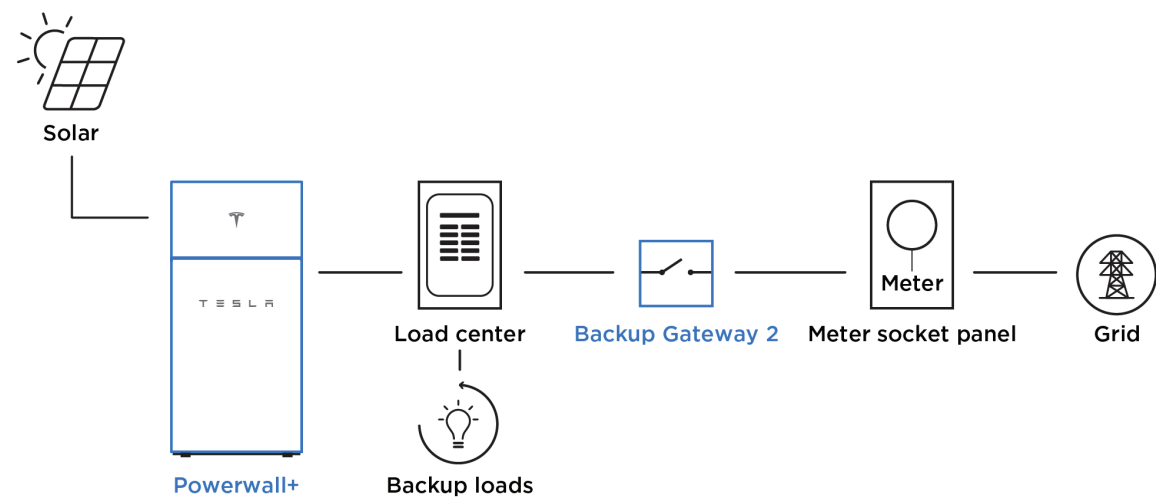 Solar
TESLA
Meter
Load center
Backup Gateway 2
Meter socket panel
Grid
Powerwall+
Backup loads